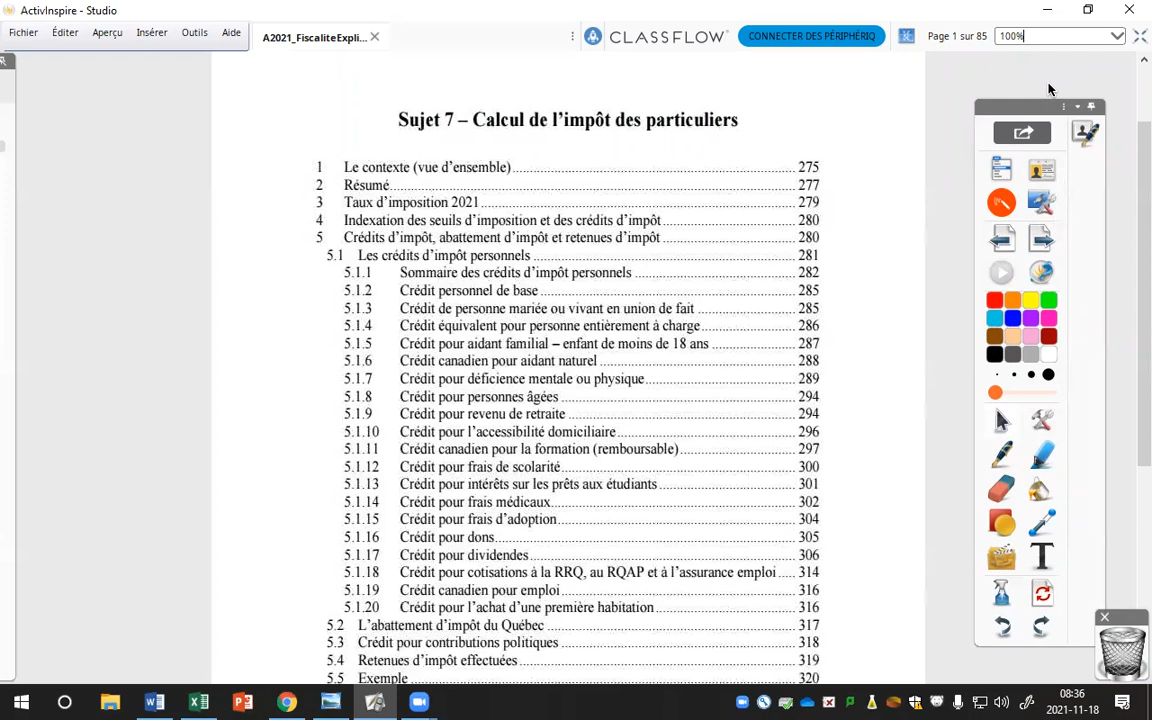 ActivInspire - Studio
Fichier Éditer Aperçu Insérer Outils Aide
A2021_FiscaliteExpli...
CLASSFLOW
CONNECTER DES PÉRIPHÉRIQ
Page 1 sur 85
100%
Sujet 7 – Calcul de l’impôt des particuliers
1 Le contexte (vue d’ensemble) 275
2 Résumé 277
3 Taux d’imposition 2021 279
4 Indexation des seuils d’imposition et des crédits d’impôt 280
5 Crédits d’impôt, abattement d’impôt et retenues d’impôt 280
5.1 Les crédits d’impôt personnels 281
5.1.1 Sommaire des crédits d’impôt personnels 282
5.1.2 Crédit personnel de base 285
5.1.3 Crédit de personne mariée ou vivant en union de fait 285
5.1.4 Crédit équivalent pour personne entièrement à charge 286
5.1.5 Crédit pour aidant familial – enfant de moins de 18 ans 287
5.1.6 Crédit canadien pour aidant naturel 288
5.1.7 Crédit pour déficience mentale ou physique 289
5.1.8 Crédit pour personnes âgées 294
5.1.9 Crédit pour revenu de retraite 294
5.1.10 Crédit pour l’accessibilité domiciliaire 296
5.1.11 Crédit canadien pour la formation (remboursable) 297
5.1.12 Crédit pour frais de scolarité 300
5.1.13 Crédit pour intérêts sur les prêts aux étudiants 301
5.1.14 Crédit pour frais médicaux 302
5.1.15 Crédit pour frais d’adoption 304
5.1.16 Crédit pour dons 305
5.1.17 Crédit pour dividendes 306
5.1.18 Crédit pour cotisations à la RRQ, au RQAP et à l’assurance emploi 314
5.1.19 Crédit canadien pour emploi 316
5.1.20 Crédit pour l’achat d’une première habitation 316
5.2 L’abattement d’impôt du Québec 317
5.3 Crédit pour contributions politiques 318
5.4 Retenues d’impôt effectuées 319
5.5 Exemple 320
08:36
2021-11-18